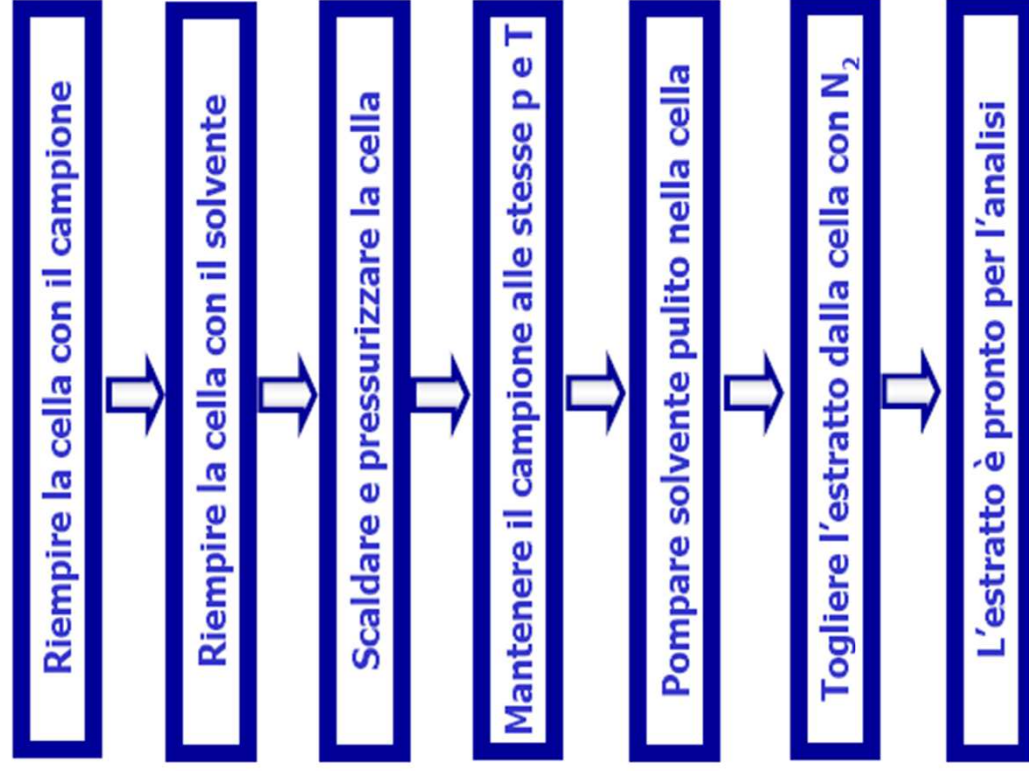 Riempire la cella con il campione
Riempire la cella con il solvente
Scaldare e pressurizzare la cella
Mantenere il campione alle stesse p e T
Pompare solvente pulito nella cella
Togliere l’estratto dalla cella con N₂
L’estratto è pronto per l’analisi